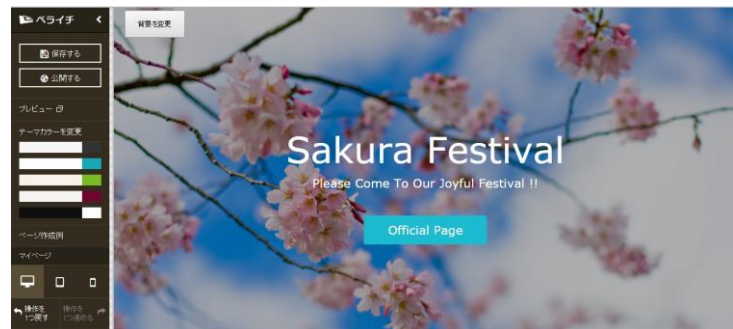 ペライチ
保存する
公開する
プレビュー
テーマカラーを変更
ページ作成例
マイページ
操作を
1つ戻す
操作を
1つ進める
背景を変更
Sakura Festival
Please Come To Our Joyful Festival !!
Official Page